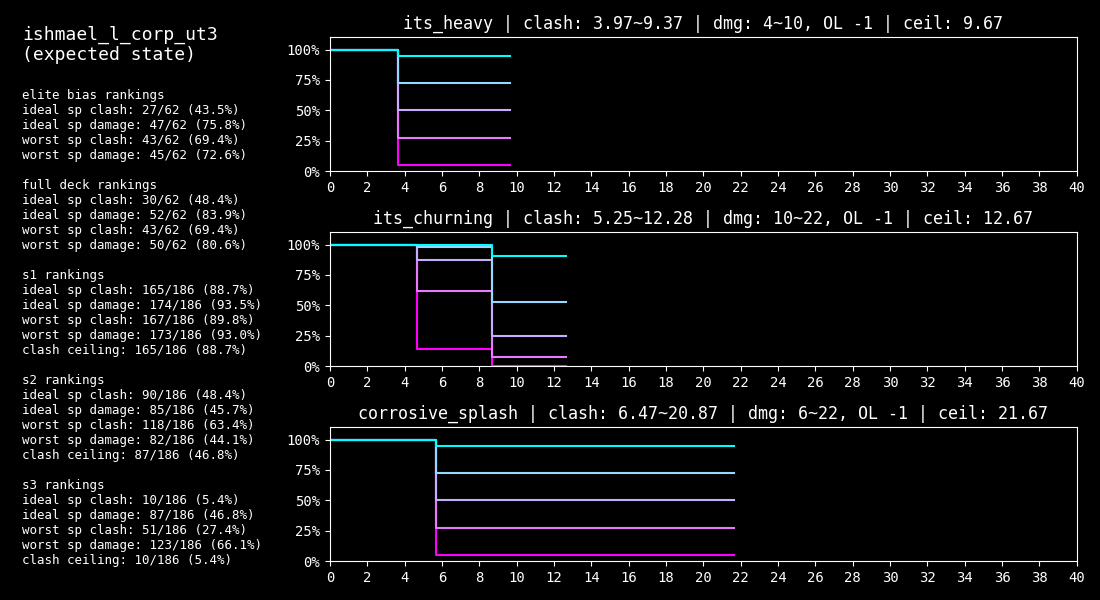 ishmael_l_corp_ut3
(expected state)
elite bias rankings
ideal sp clash: 27/62 (43.5%)
ideal sp damage: 47/62 (75.8%)
worst sp clash: 43/62 (69.4%)
worst sp damage: 45/62 (72.6%)
full deck rankings
ideal sp clash: 30/62 (48.4%)
ideal sp damage: 52/62 (83.9%)
worst sp clash: 43/62 (69.4%)
worst sp damage: 50/62 (80.6%)
s1 rankings
ideal sp clash: 165/186 (88.7%)
ideal sp damage: 174/186 (93.5%)
worst sp clash: 167/186 (89.8%)
worst sp damage: 173/186 (93.0%)
clash ceiling: 165/186 (88.7%)
s2 rankings
ideal sp clash: 90/186 (48.4%)
ideal sp damage: 85/186 (45.7%)
worst sp clash: 118/186 (63.4%)
worst sp damage: 82/186 (44.1%)
clash ceiling: 87/186 (46.8%)
s3 rankings
ideal sp clash: 10/186 (5.4%)
ideal sp damage: 87/186 (46.8%)
worst sp clash: 51/186 (27.4%)
worst sp damage: 123/186 (66.1%)
clash ceiling: 10/186 (5.4%)
its_heavy | clash: 3.97~9.37 | dmg: 4~10, OL -1 | ceil: 9.67
100%
75%
50%
25%
0%
0 2 4 6 8 10 12 14 16 18 20 22 24 26 28 30 32 34 36 38 40
its_churning | clash: 5.25~12.28 | dmg: 10~22, OL -1 | ceil: 12.67
100%
75%
50%
25%
0%
0 2 4 6 8 10 12 14 16 18 20 22 24 26 28 30 32 34 36 38 40
corrosive_splash | clash: 6.47~20.87 | dmg: 6~22, OL -1 | ceil: 21.67
100%
75%
50%
25%
0%
0 2 4 6 8 10 12 14 16 18 20 22 24 26 28 30 32 34 36 38 40